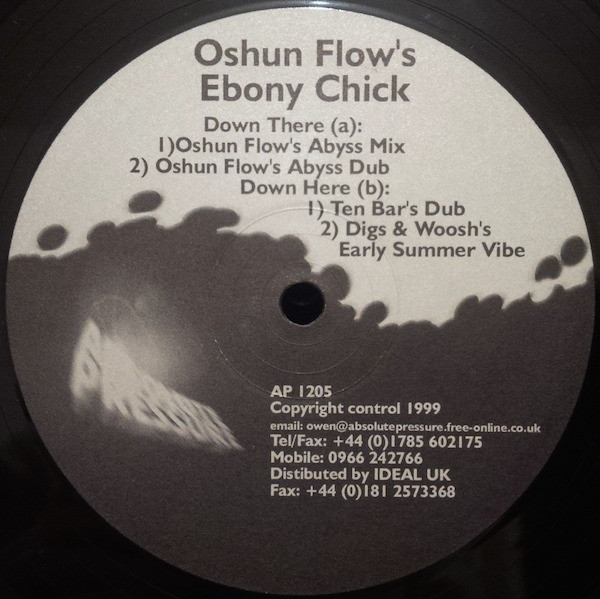 Oshun Flow's
Ebony Chick
Down There (a):
1)Oshun Flow's Abyss Mix
2) Oshun Flow's Abyss Dub
Down Here (b):
1) Ten Bar's Dub
2) Digs & Woosh's
Early Summer Vibe
PRESSURE
AP 1205
Copyright control 1999
email: owen@absolutepressure.free-online.co.uk
Tel/Fax: +44 (0)1785 602175
Mobile: 0966 242766
Distibuted by IDEAL UK
Fax: +44 (0)181 2573368